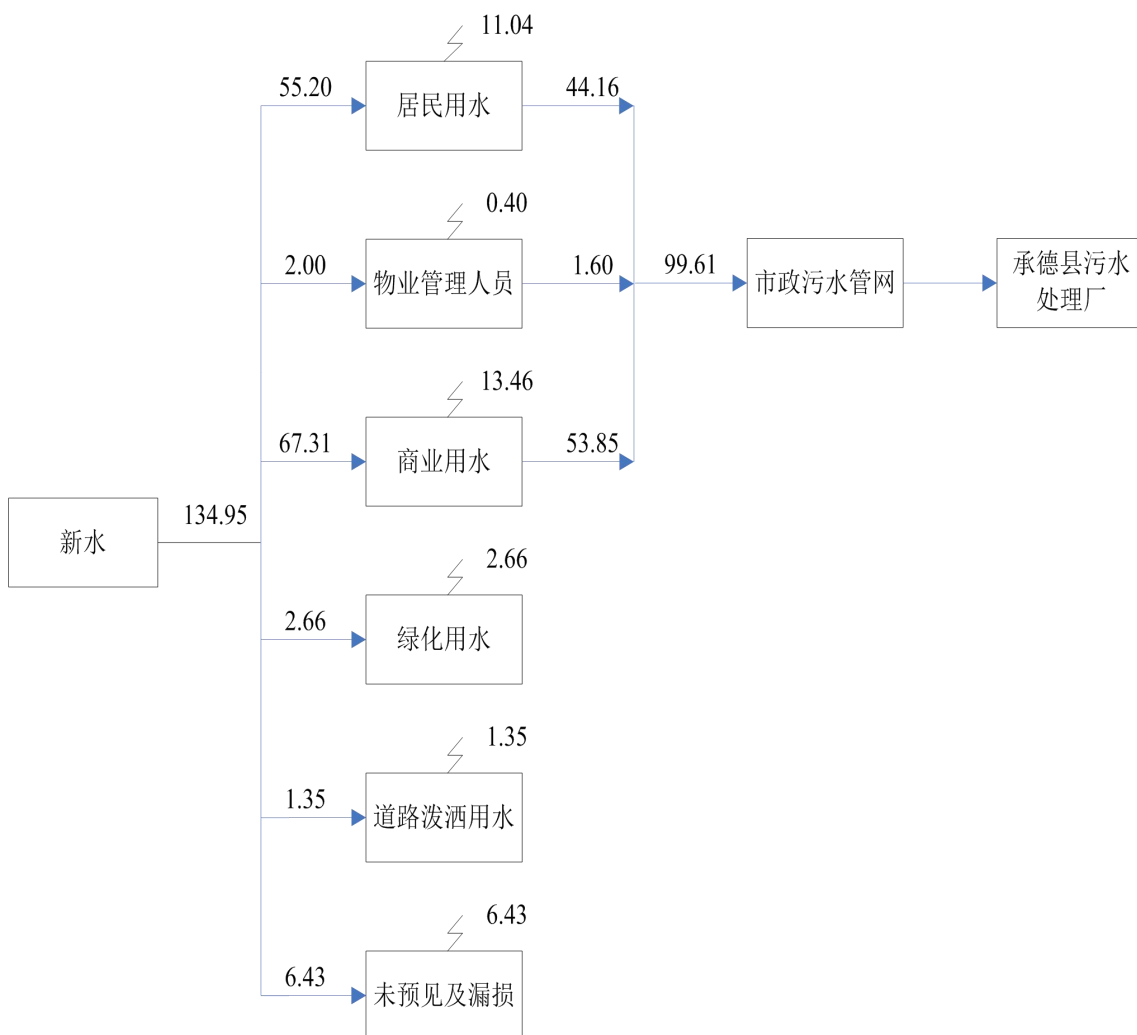 11.04
55.20
居民用水
44.16
0.40
2.00
物业管理人员
1.60
99.61
市政污水管网
承德县污水
处理厂
13.46
67.31
商业用水
53.85
新水
134.95
2.66
2.66
绿化用水
1.35
1.35
道路泼洒用水
6.43
6.43
未预见及漏损